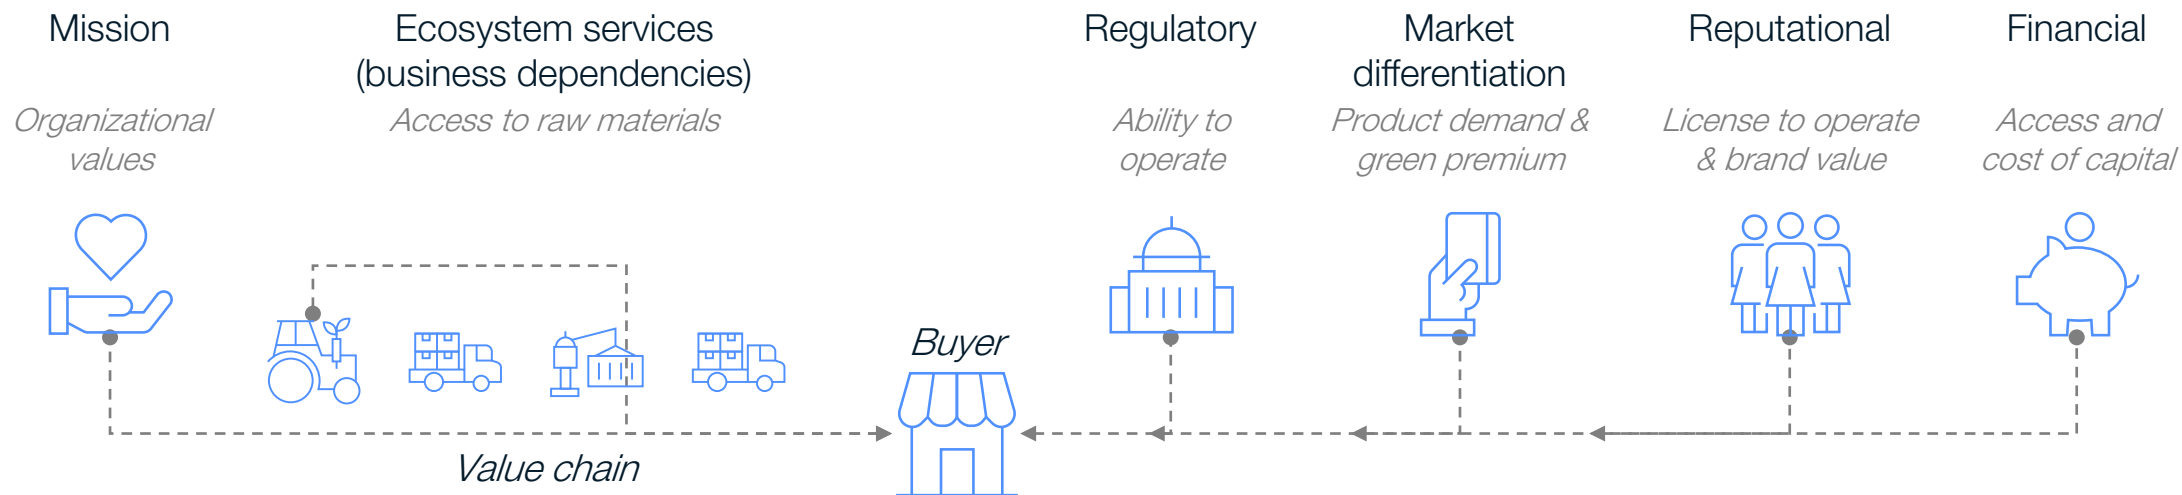 Mission
Organizational
values
Ecosystem services
(business dependencies)
Access to raw materials
Regulatory
Ability to
operate
Market
differentiation
Product demand &
green premium
Reputational
License to operate
& brand value
Financial
Access and
cost of capital
Buyer
Value chain